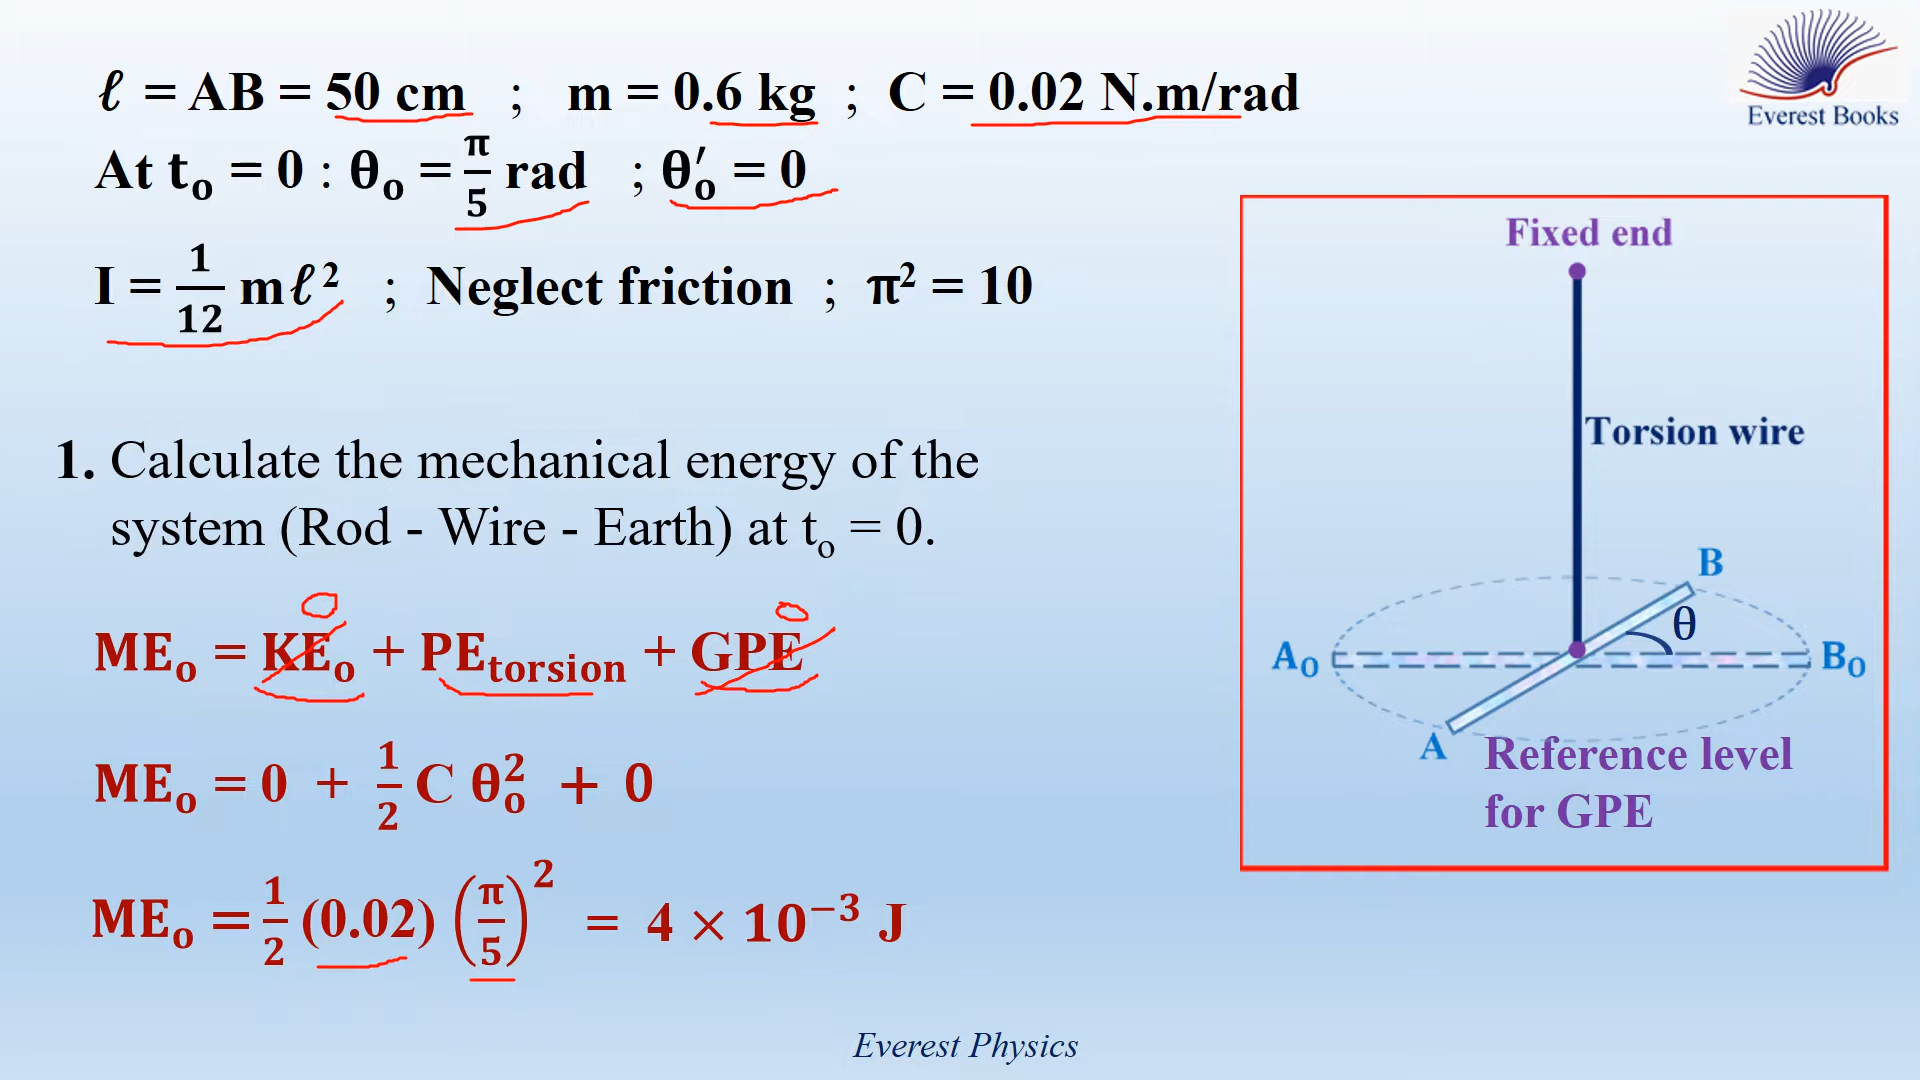 ℓ = AB = 50 cm ; m = 0.6 kg ; C = 0.02 N.m/rad
At t₀ = 0 : θ₀ = π/5 rad ; θ′₀ = 0
I = 1/12 mℓ² ; Neglect friction ; π² = 10
1. Calculate the mechanical energy of the
system (Rod - Wire - Earth) at t₀ = 0.
0 0
ME₀ = KE₀ + PE_torsion + GPE
ME₀ = 0 + 1/2 C θ₀² + 0
ME₀ = 1/2 (0.02) (π/5)² = 4 × 10⁻³ J
Everest Books
Fixed end
Torsion wire
B
θ
A₀ B₀
A
Reference level
for GPE
Everest Physics